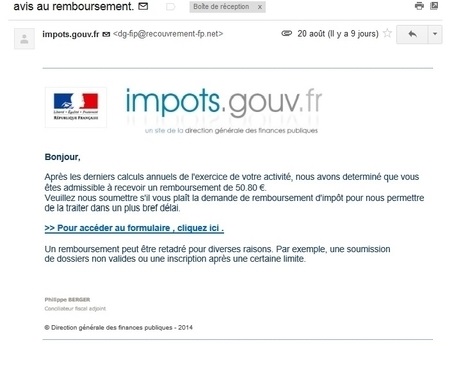 avis au remboursement.
Boîte de réception
x
impots.gouv.fr <dg-fip@recouvrement-fp.net>
20 août (Il y a 9 jours)
Liberté • Égalité • Fraternité
RÉPUBLIQUE FRANÇAISE
impots.gouv.fr
un site de la direction générale des finances publiques
Bonjour,
Après les derniers calculs annuels de l'exercice de votre activité, nous avons déterminé que vous
êtes admissible à recevoir un remboursement de 50.80 €.
Veuillez nous soumettre s'il vous plaît la demande de remboursement d'impôt pour nous permettre
de la traiter dans un plus bref délai.
>> Pour accéder au formulaire , cliquez ici .
Un remboursement peut être retadré pour diverses raisons. Par exemple, une soumission
de dossiers non valides ou une inscription après une certaine limite.
Philippe BERGER
Conciliateur fiscal adjoint
© Direction générale des finances publiques - 2014